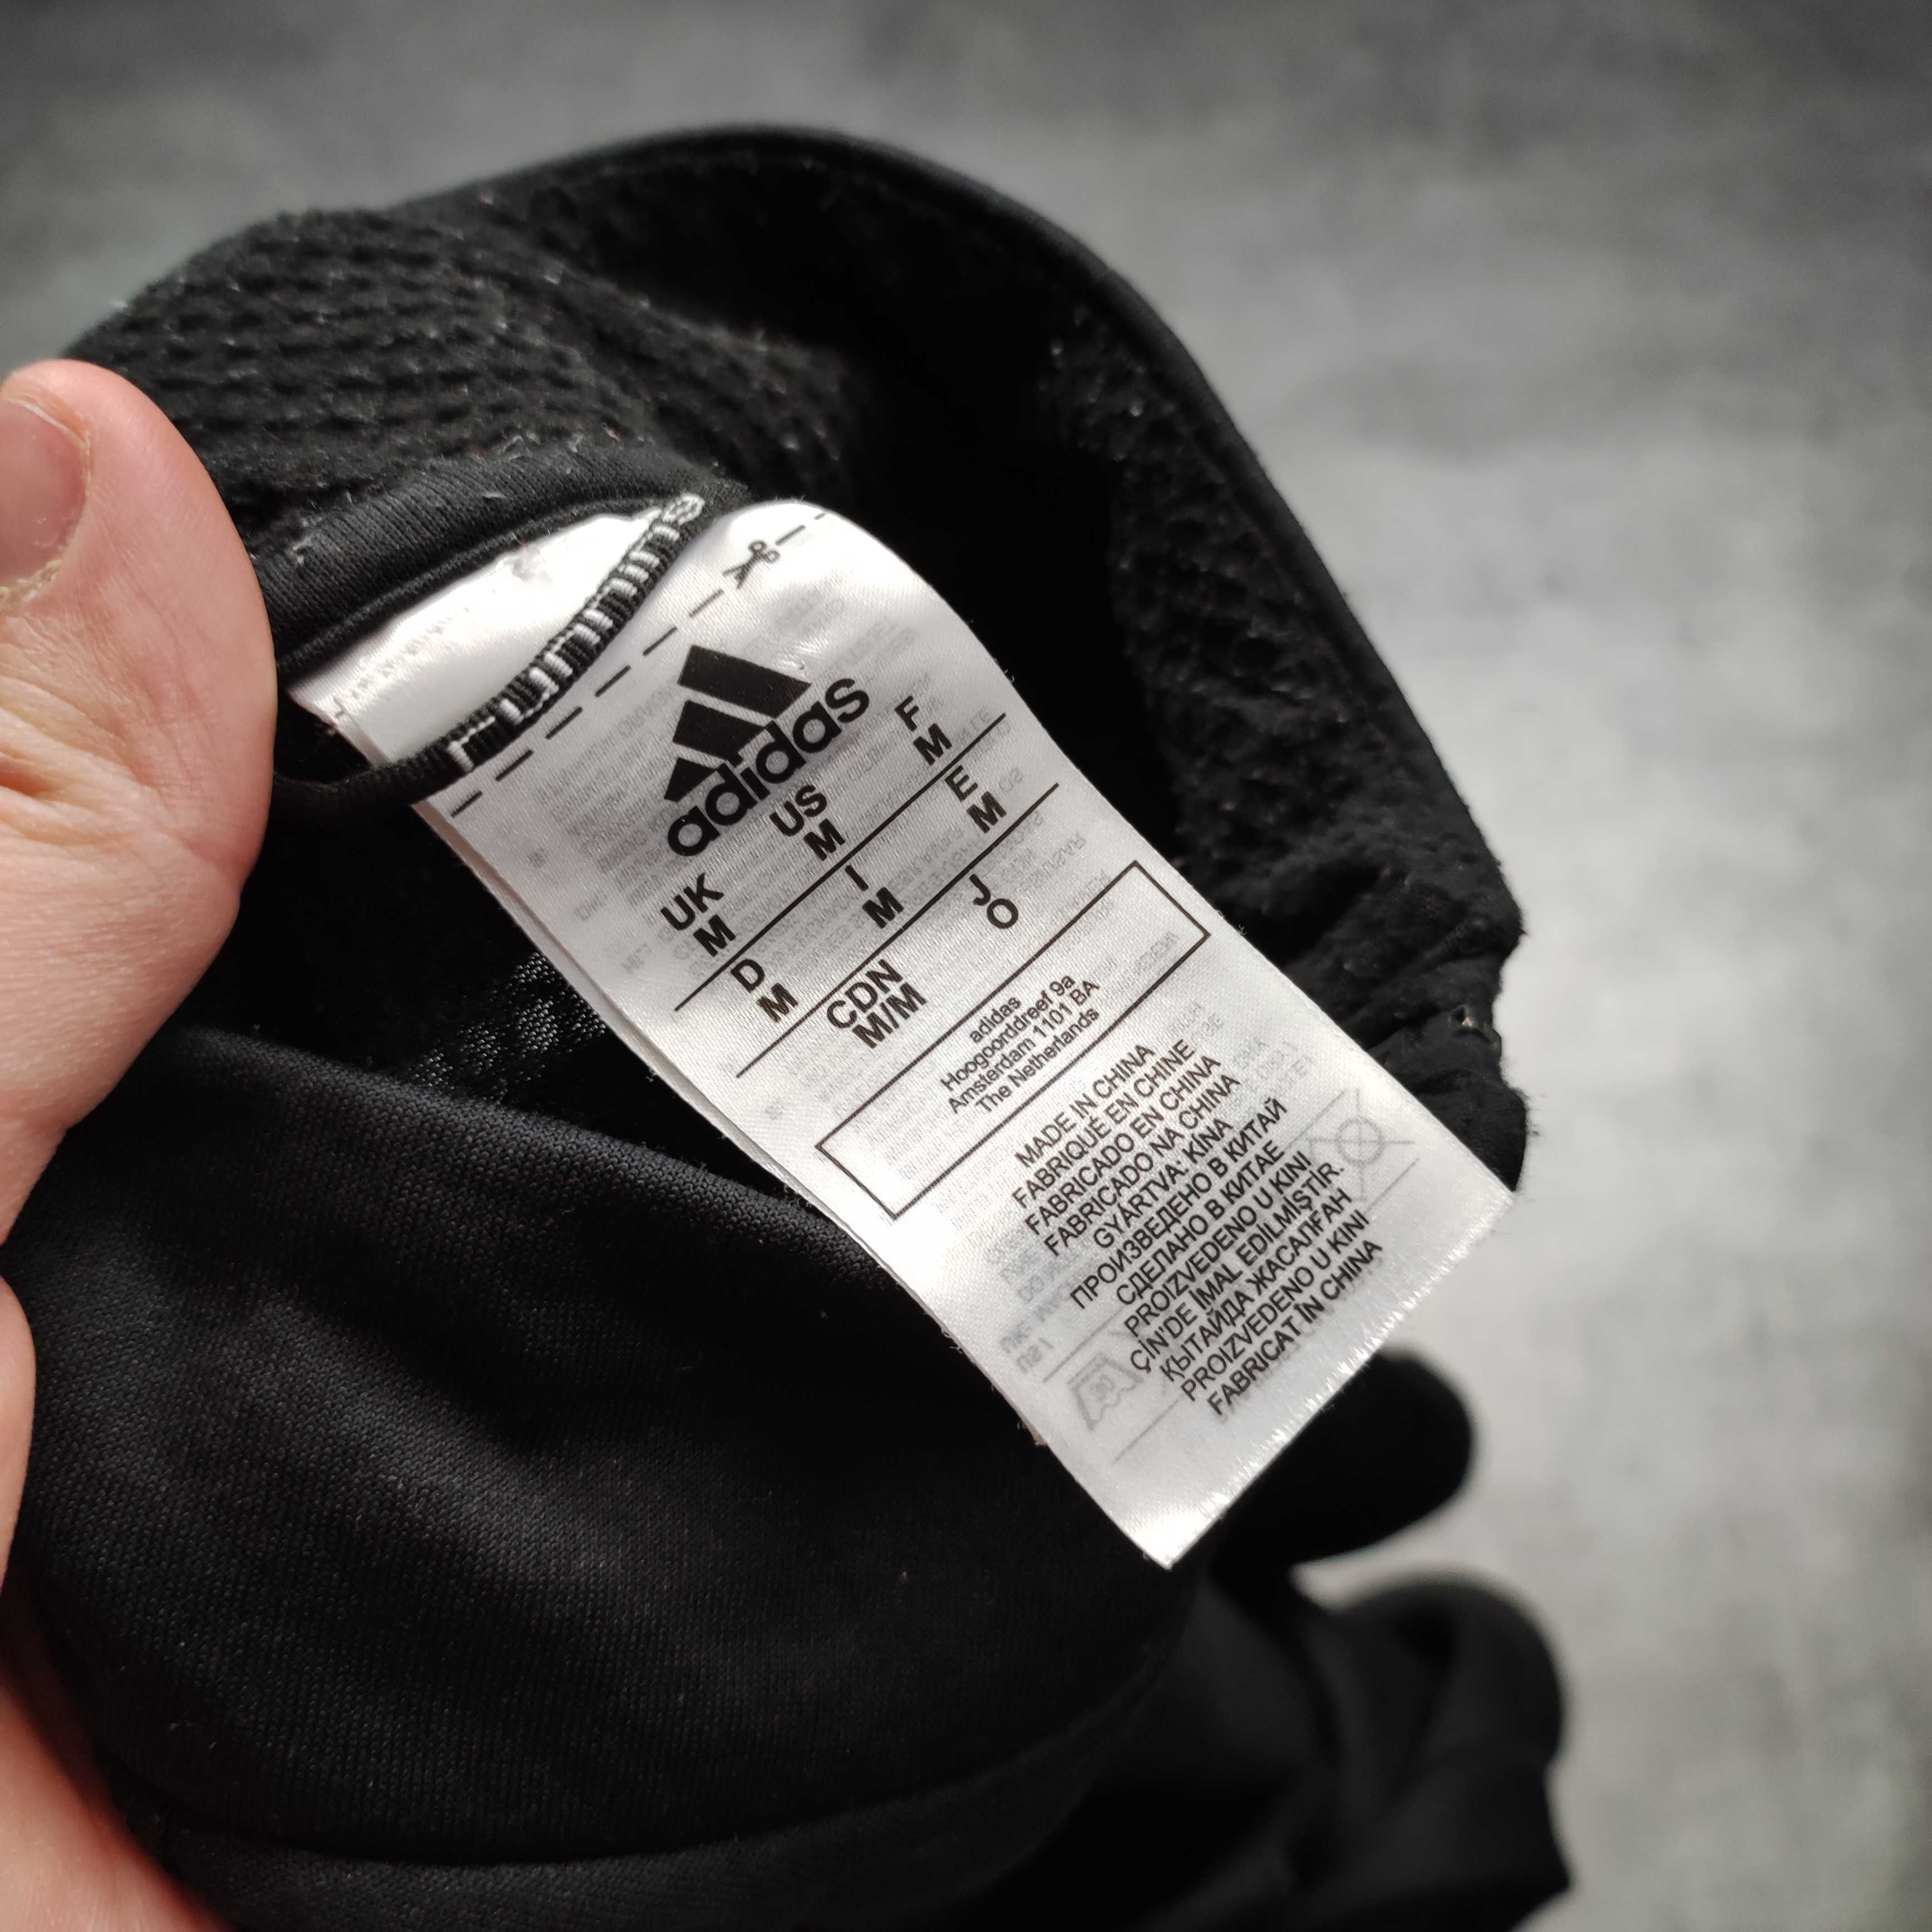 adidas
UK US F
M M M
D I E
M M M
CDN J
M/M O
adidas
Hoogoorddreef 9a
Amsterdam 1101 BA
The Netherlands
MADE IN CHINA
FABRIQUÉ EN CHINE
FABRICADO EN CHINA
FABRICADO NA CHINA
GYÁRTVA: KÍNA
ПРОИЗВЕДЕНО В КИТАЙ
СДЕЛАНО В КИТАЕ
PROIZVEDENO U KINI
ÇİN'DE İMAL EDİLMİŞTİR.
ҚЫТАЙДА ЖАСАЛҒАН
PROIZVEDENO U KINI
FABRICAT ÎN CHINA